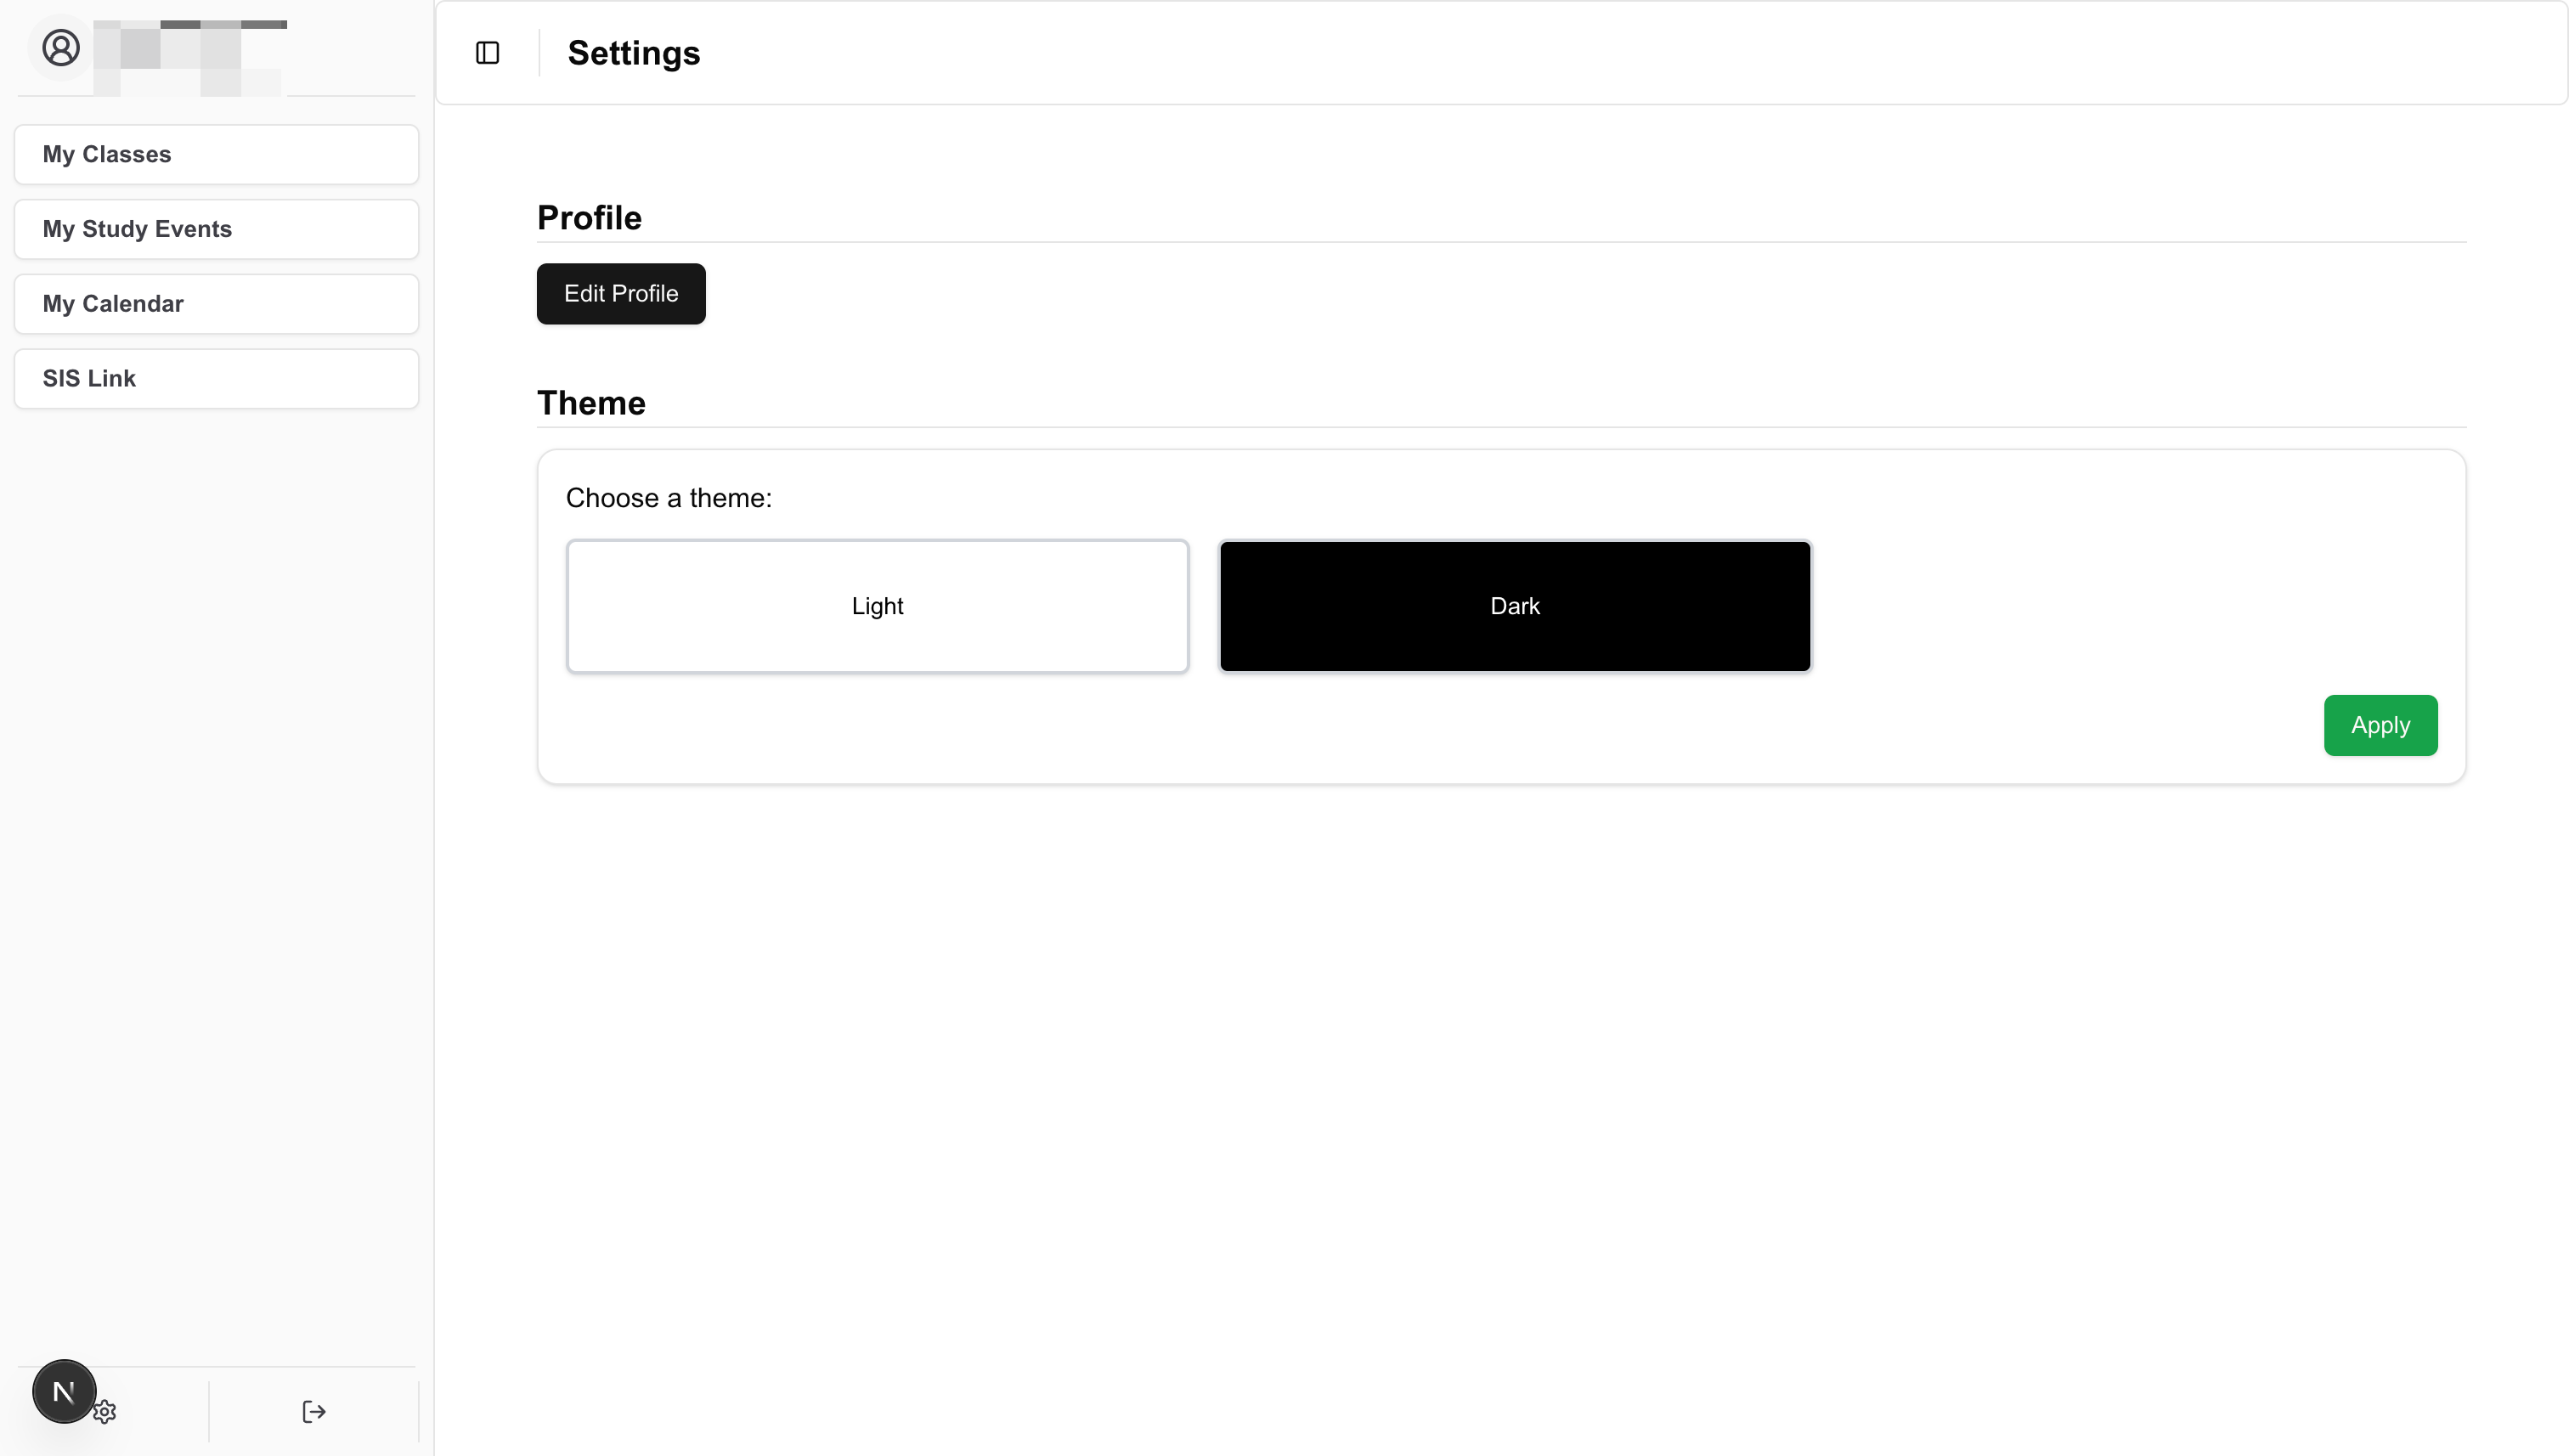 Settings
My Classes
My Study Events
My Calendar
SIS Link
Profile
Edit Profile
Theme
Choose a theme:
Light
Dark
Apply
N